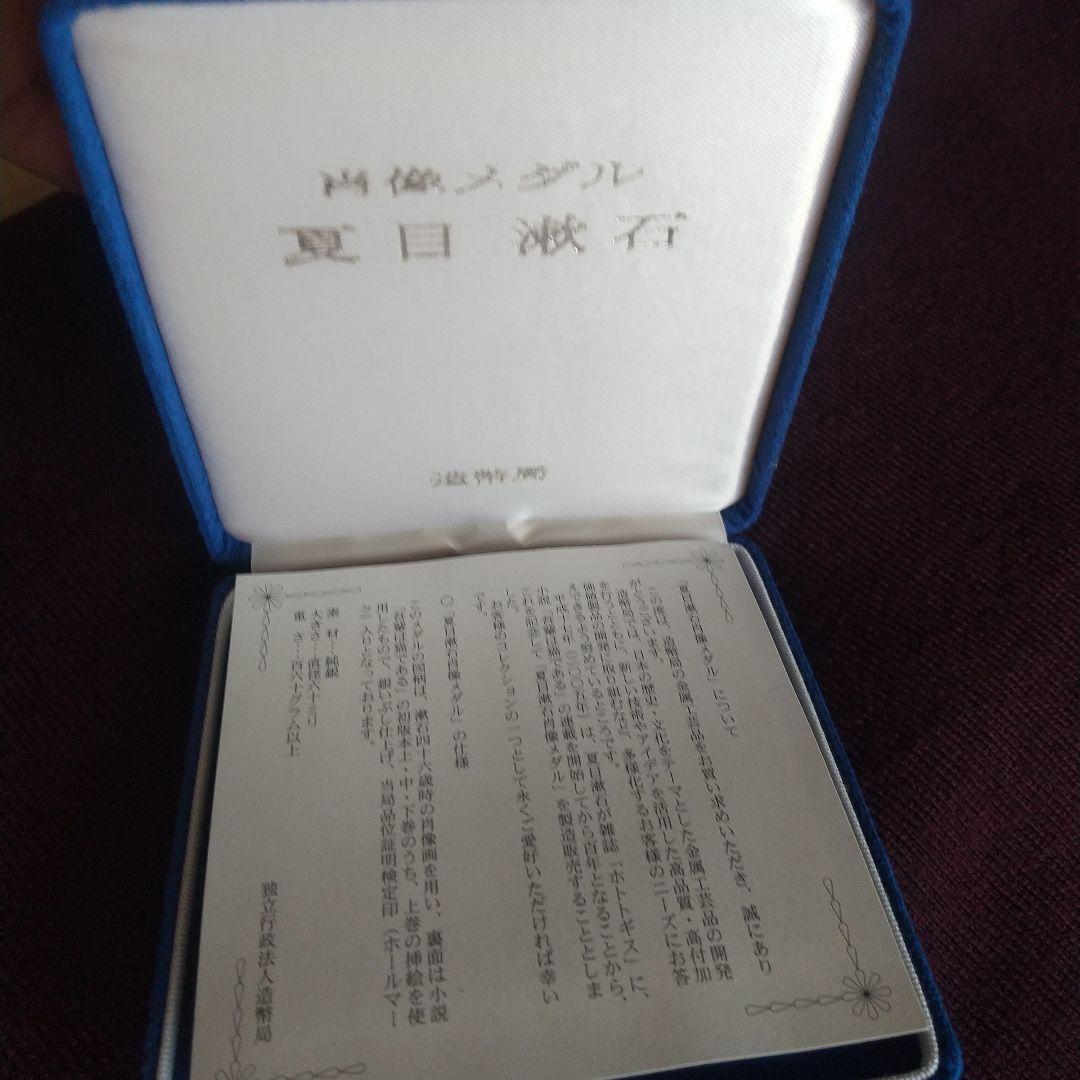 肖像メダル
夏目 漱石
造幣局
「夏目漱石肖像メダル」について
この度は、造幣局の金属工芸品をお買い求めいただき、誠にあり
がとうございます。
造幣局では、日本の歴史・文化をテーマとした金属工芸品の開発
を行っており、新しい技術やアイディアを活用した高品質・高付加
価値製品の開発に取り組むなど、多様化するお客様のニーズにお答
えできるよう努めているところです。
平成十七年(二〇〇五年)は、夏目漱石が雑誌「ホトトギス」に、
小説「吾輩は猫である」の連載を開始してから百年となることから、
これを記念して「夏目漱石肖像メダル」を製造販売することとしま
した。
お客様のコレクションの一つとして永くご愛好いただければ幸い
です。
○「夏目漱石肖像メダル」の仕様
このメダルの図柄は、漱石四十六歳時の肖像画を用い、裏面は小説
「吾輩は猫である」の初版本上・中・下巻のうち、上巻の挿絵を使
用したもので、銀いぶし仕上げ、当局品位証明検定印(ホールマー
ク)入りとなっております。
素 材…純銀
大きさ…直径六十ミリ
重 さ…百六十グラム以上
独立行政法人造幣局